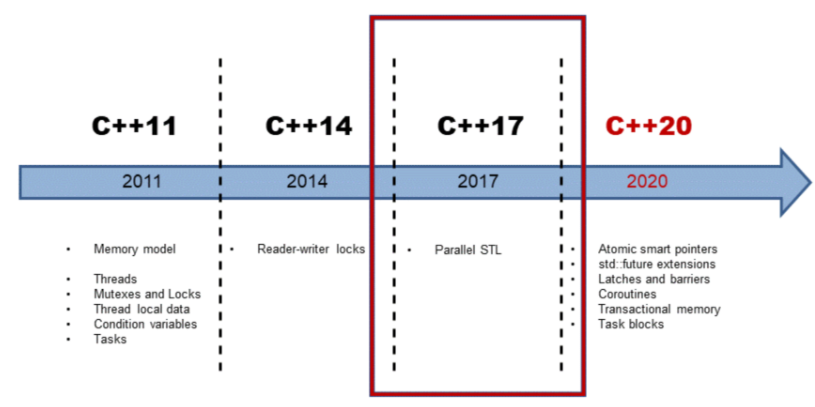 C++11
C++14
C++17
C++20
2011
2014
2017
2020
• Memory model
• Threads
• Mutexes and Locks
• Thread local data
• Condition variables
• Tasks
• Reader-writer locks
• Parallel STL
• Atomic smart pointers
• std::future extensions
• Latches and barriers
• Coroutines
• Transactional memory
• Task blocks